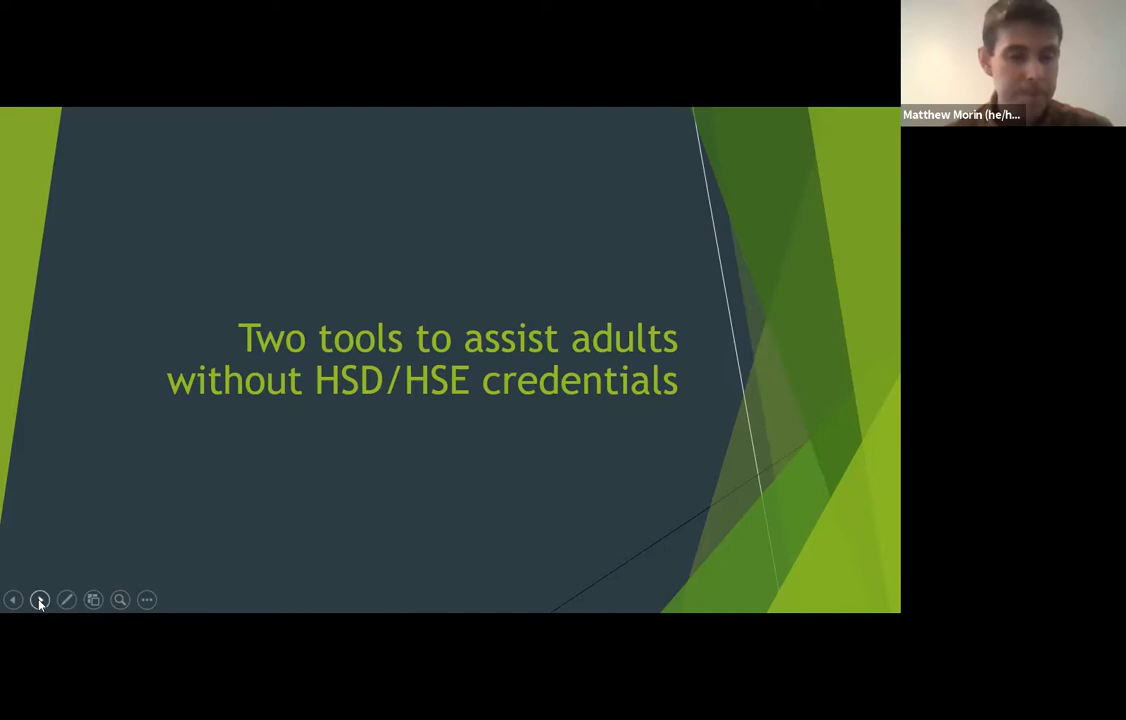 Matthew Morin (he/h...
Two tools to assist adults
without HSD/HSE credentials